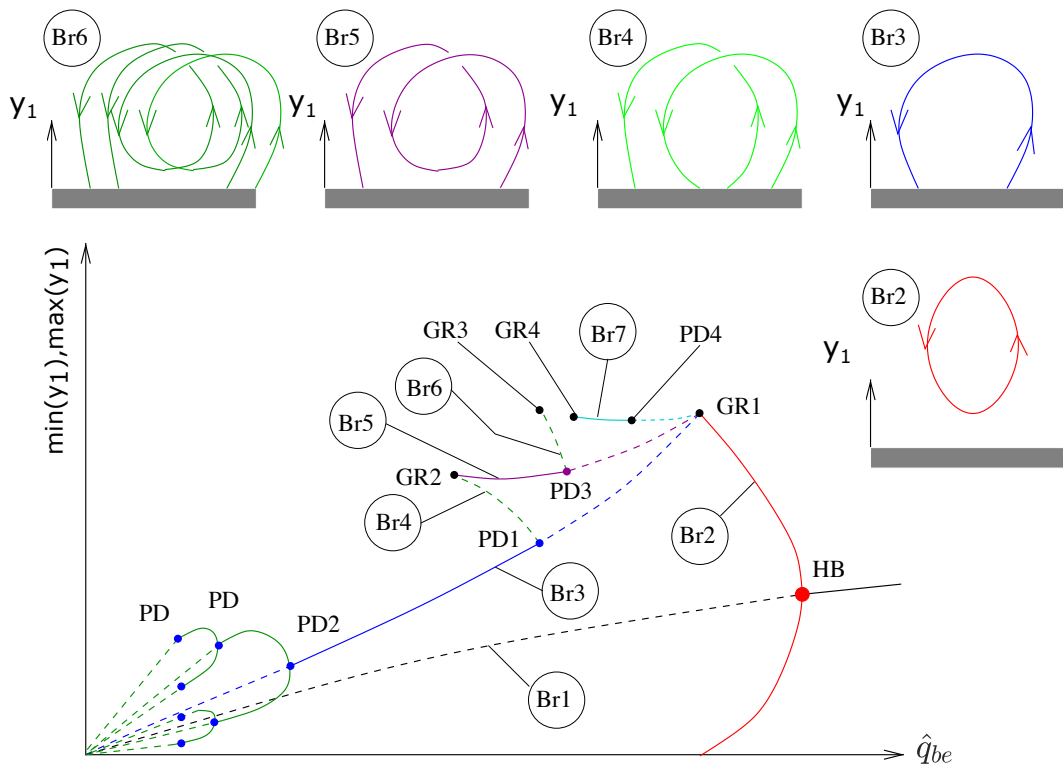 Br6
Br5
Br4
Br3
y1
y1
y1
y1
Br2
y1
min(y1),max(y1)
GR3
GR4
Br7
PD4
Br6
GR1
Br5
GR2
PD3
Br4
Br2
PD1
HB
Br3
PD
PD
PD2
Br1
q̂be